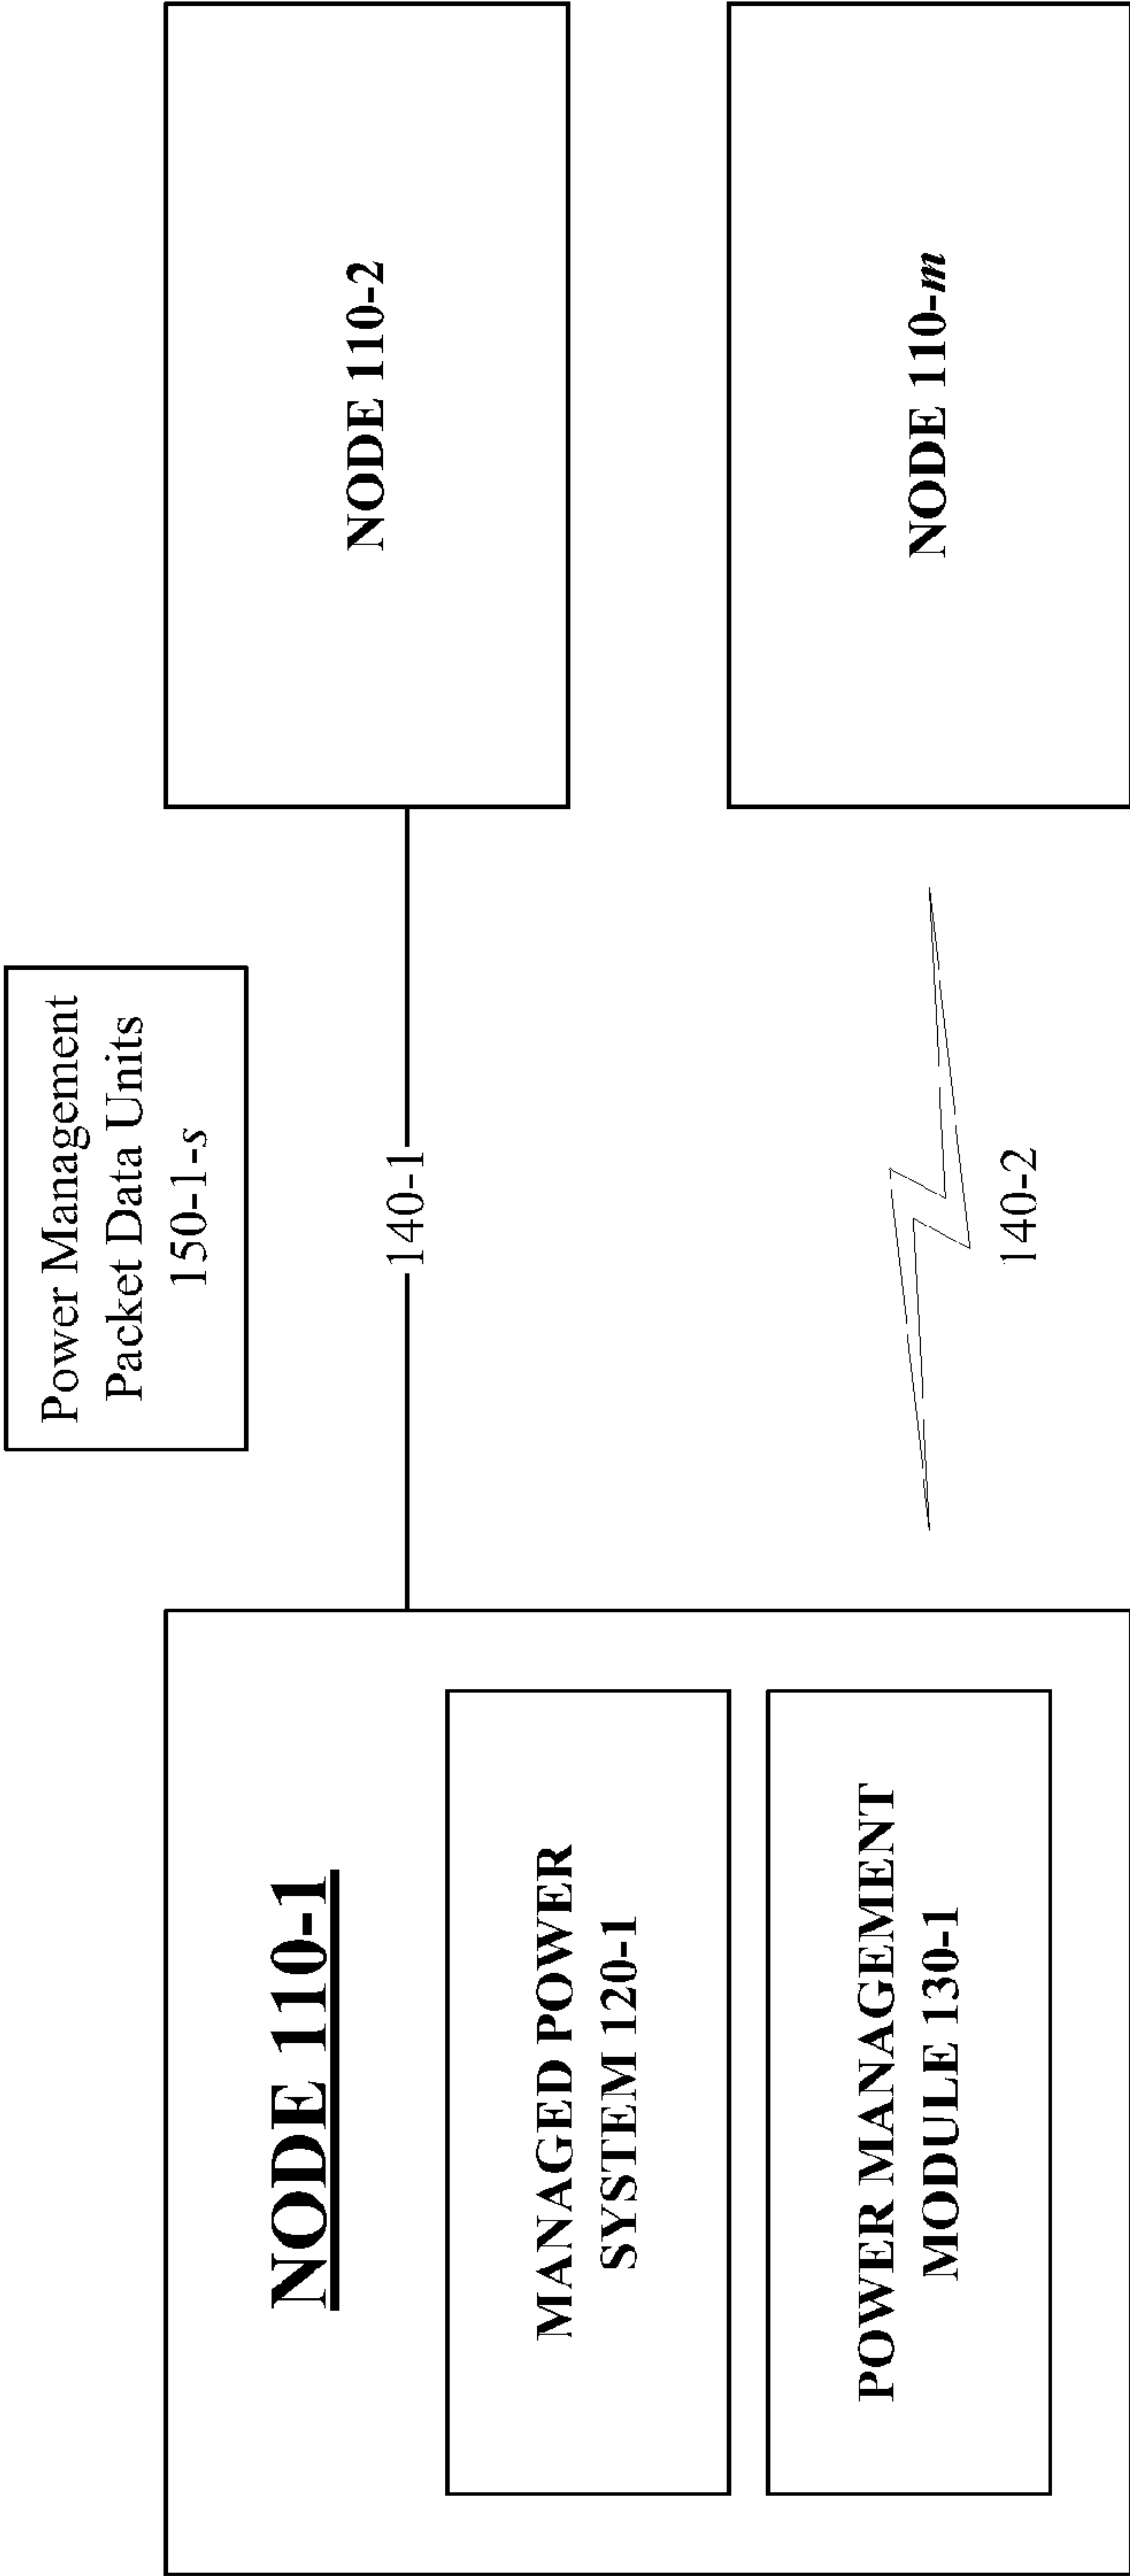 Power Management
Packet Data Units
150-1-s
NODE 110-1
MANAGED POWER
SYSTEM 120-1
POWER MANAGEMENT
MODULE 130-1
140-1
140-2
NODE 110-2
NODE 110-m